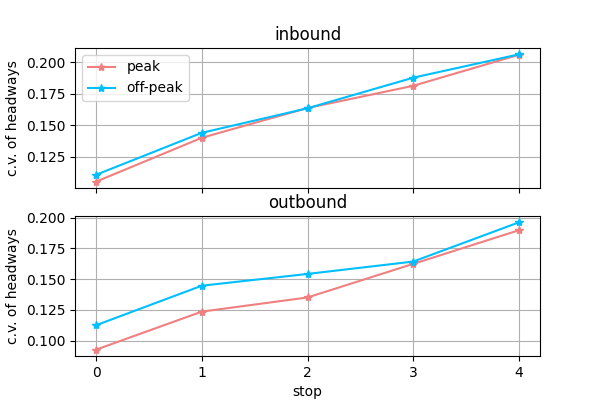 inbound
c.v. of headways
0.200
0.175
0.150
0.125
peak
off-peak
outbound
c.v. of headways
0.200
0.175
0.150
0.125
0.100
0 1 2 3 4
stop